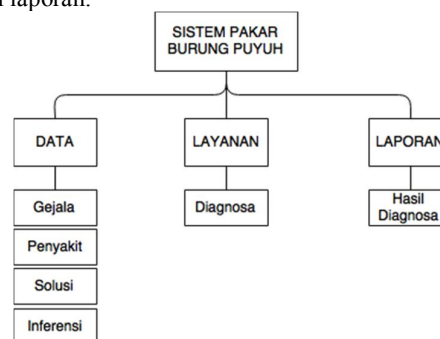 laporan.
SISTEM PAKAR
BURUNG PUYUH
DATA
LAYANAN
LAPORAN
Gejala
Diagnosa
Hasil
Diagnosa
Penyakit
Solusi
Inferensi